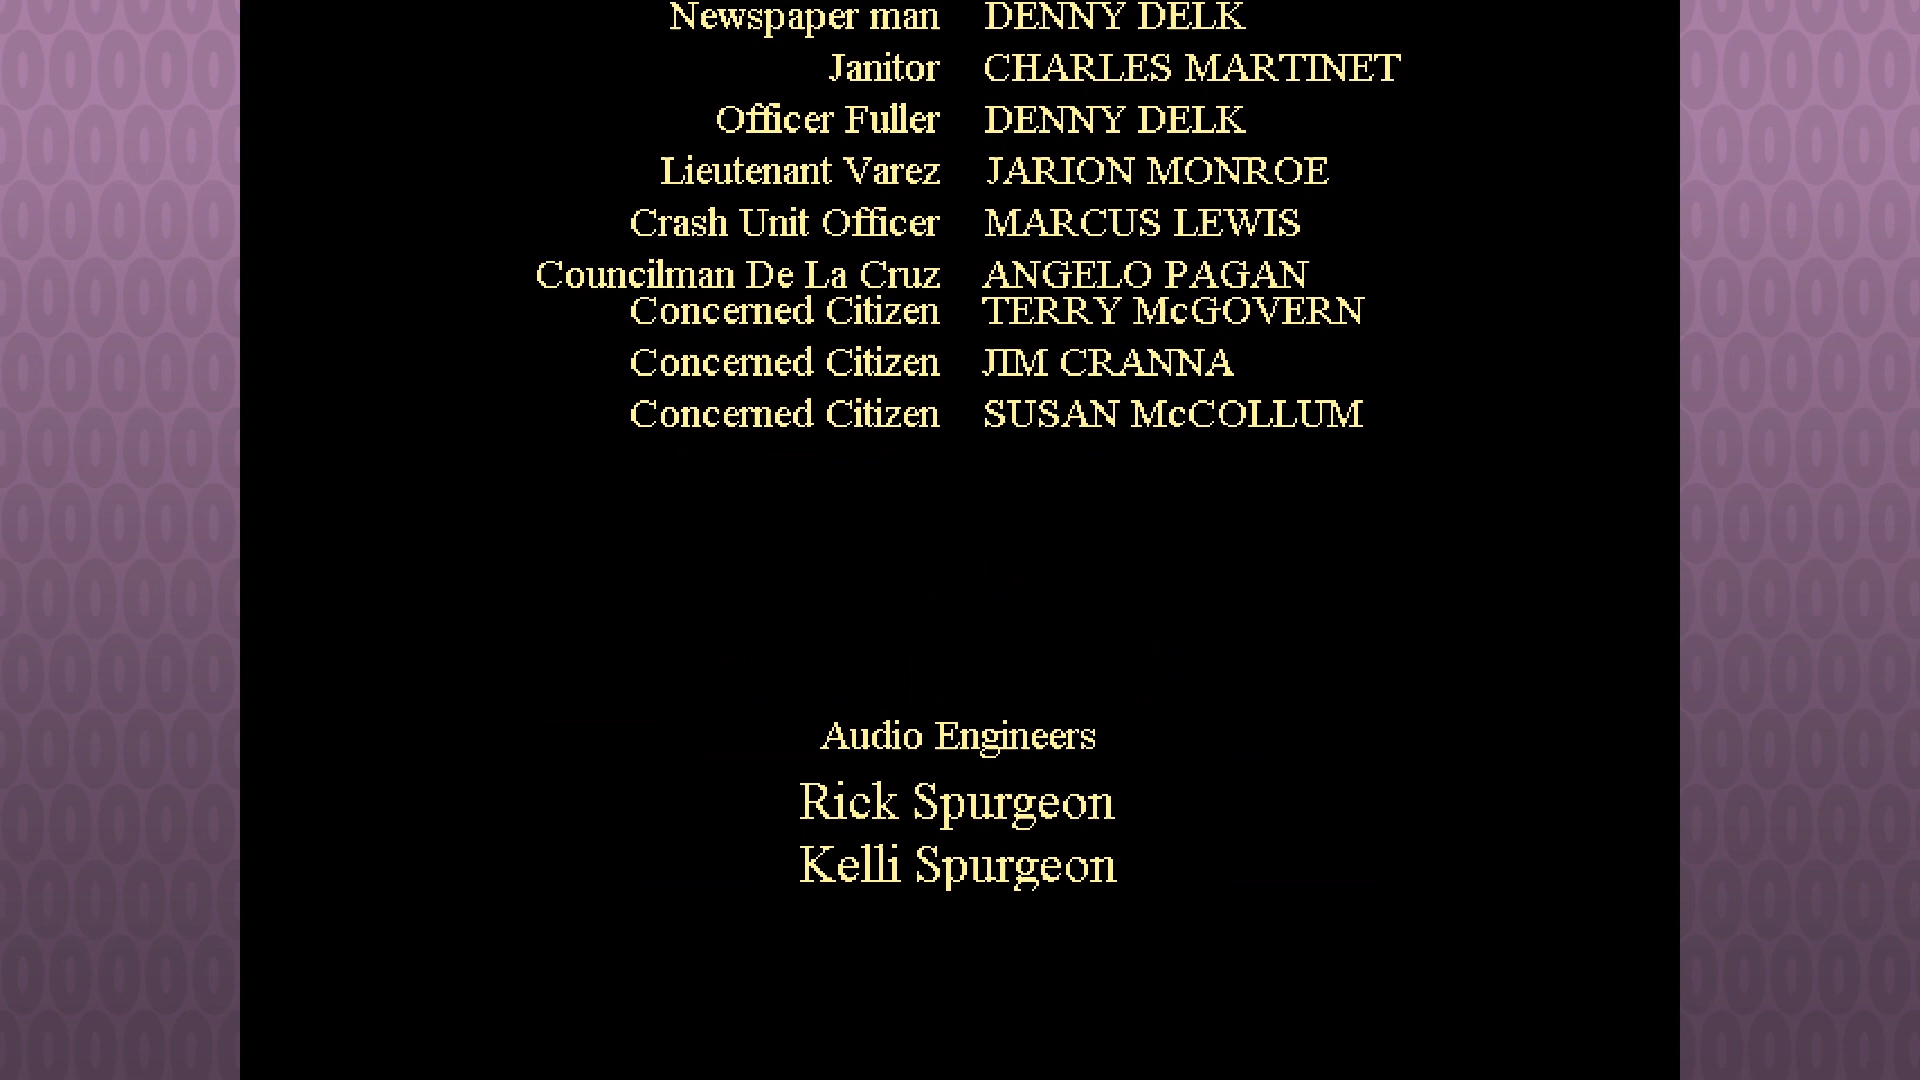 Newspaper man DENNY DELK
Janitor CHARLES MARTINET
Officer Fuller DENNY DELK
Lieutenant Varez JARION MONROE
Crash Unit Officer MARCUS LEWIS
Councilman De La Cruz ANGELO PAGAN
Concerned Citizen TERRY McGOVERN
Concerned Citizen JIM CRANNA
Concerned Citizen SUSAN McCOLLUM
Audio Engineers
Rick Spurgeon
Kelli Spurgeon